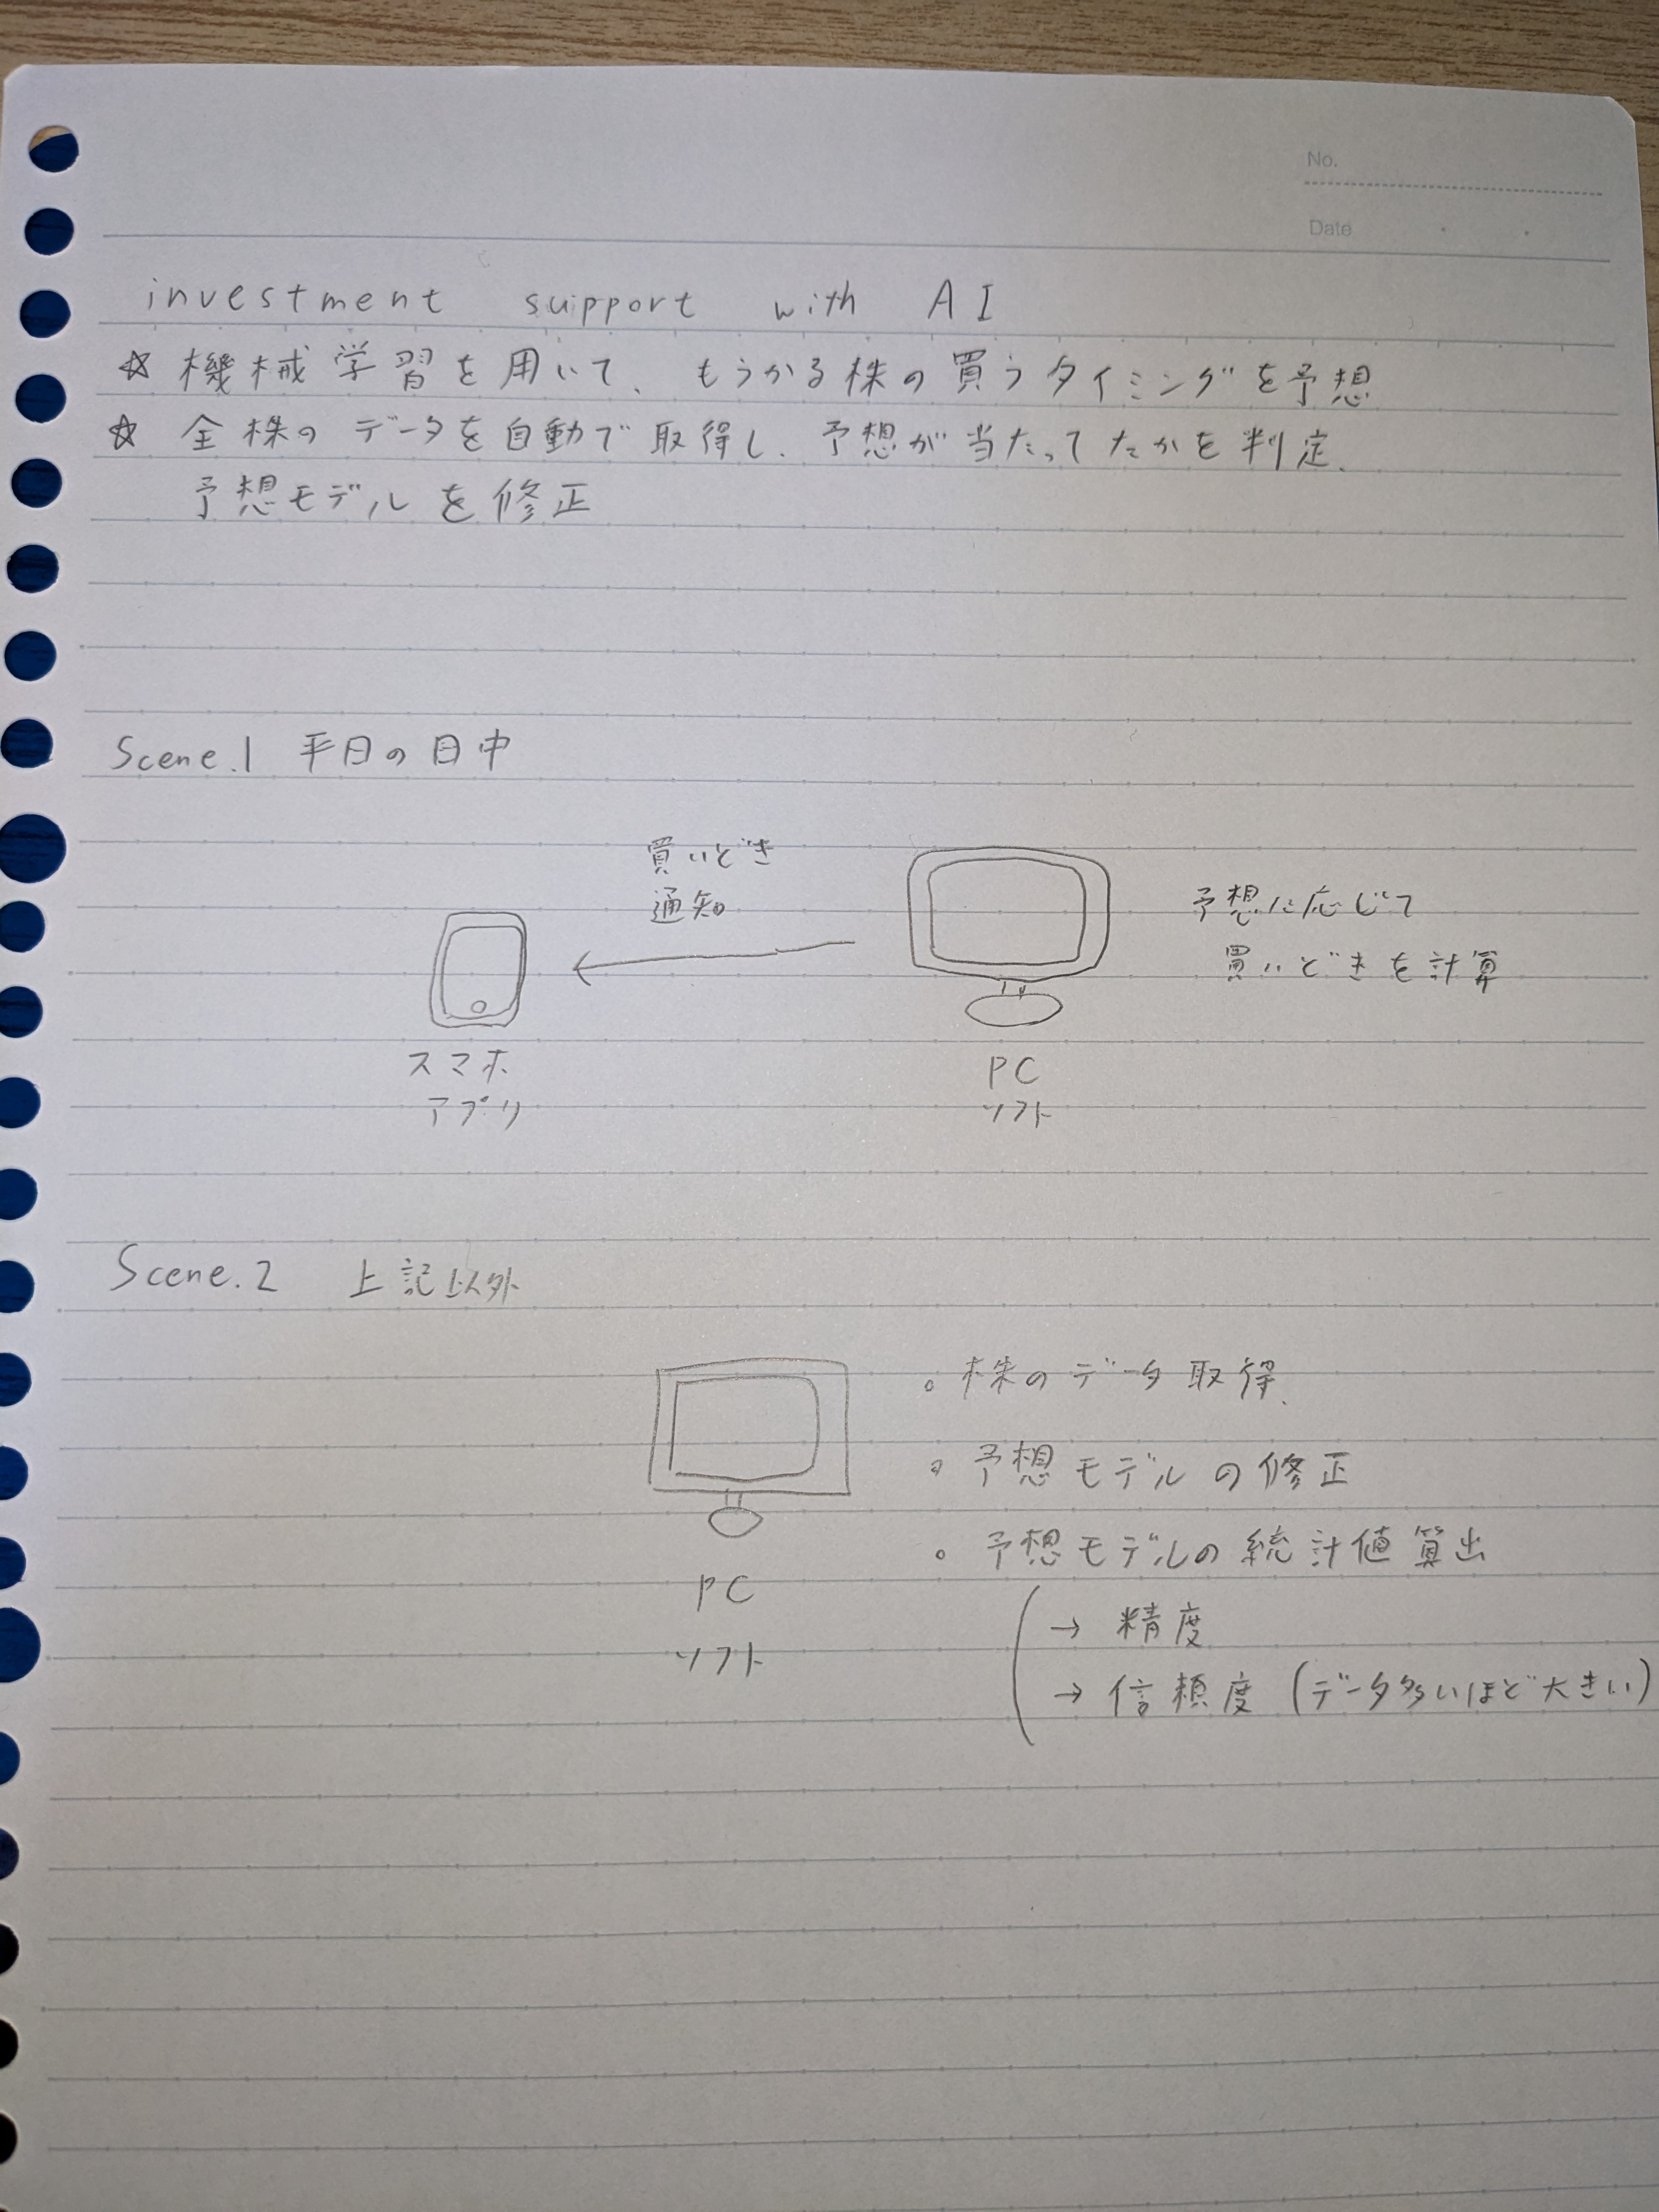 No.
Date
investment support with AI
☆ 機械学習を用いて、もうかる株の買うタイミングを予想
☆ 全株のデータを自動で取得し、予想が当たってたかを判定、
予想モデルを修正
Scene.1 平日の日中
買いどき
通知
予想に応じて
買いどきを計算
スマホ
アプリ
PC
ソフト
Scene.2 上記以外
。株のデータ取得、
。予想モデルの修正
。予想モデルの統計値算出
→ 精度
→ 信頼度 (データ多いほど大きい)
PC
ソフト